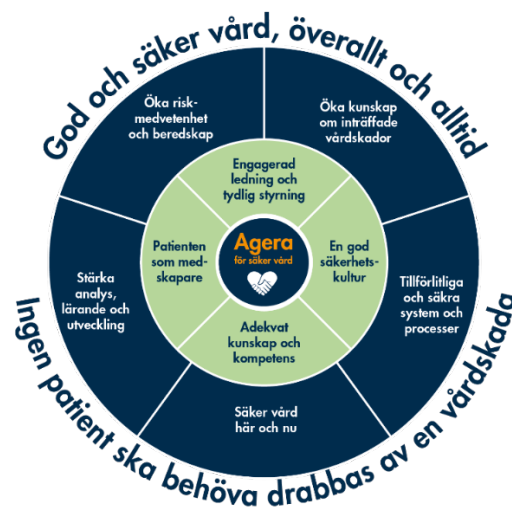 God och säker vård, överallt och alltid
Öka risk-
medvetenhet
och beredskap
Öka kunskap
om inträffade
vårdskador
Engagerad
ledning och
tydlig styrning
Patienten
som med-
skapare
Agera
för säker vård
En god
säkerhets-
kultur
Stärka
analys,
lärande och
utveckling
Tillförlitliga
och säkra
system och
processer
Adekvat
kunskap och
kompetens
Säker vård
här och nu
Ingen patient ska behöva drabbas av en vårdskada